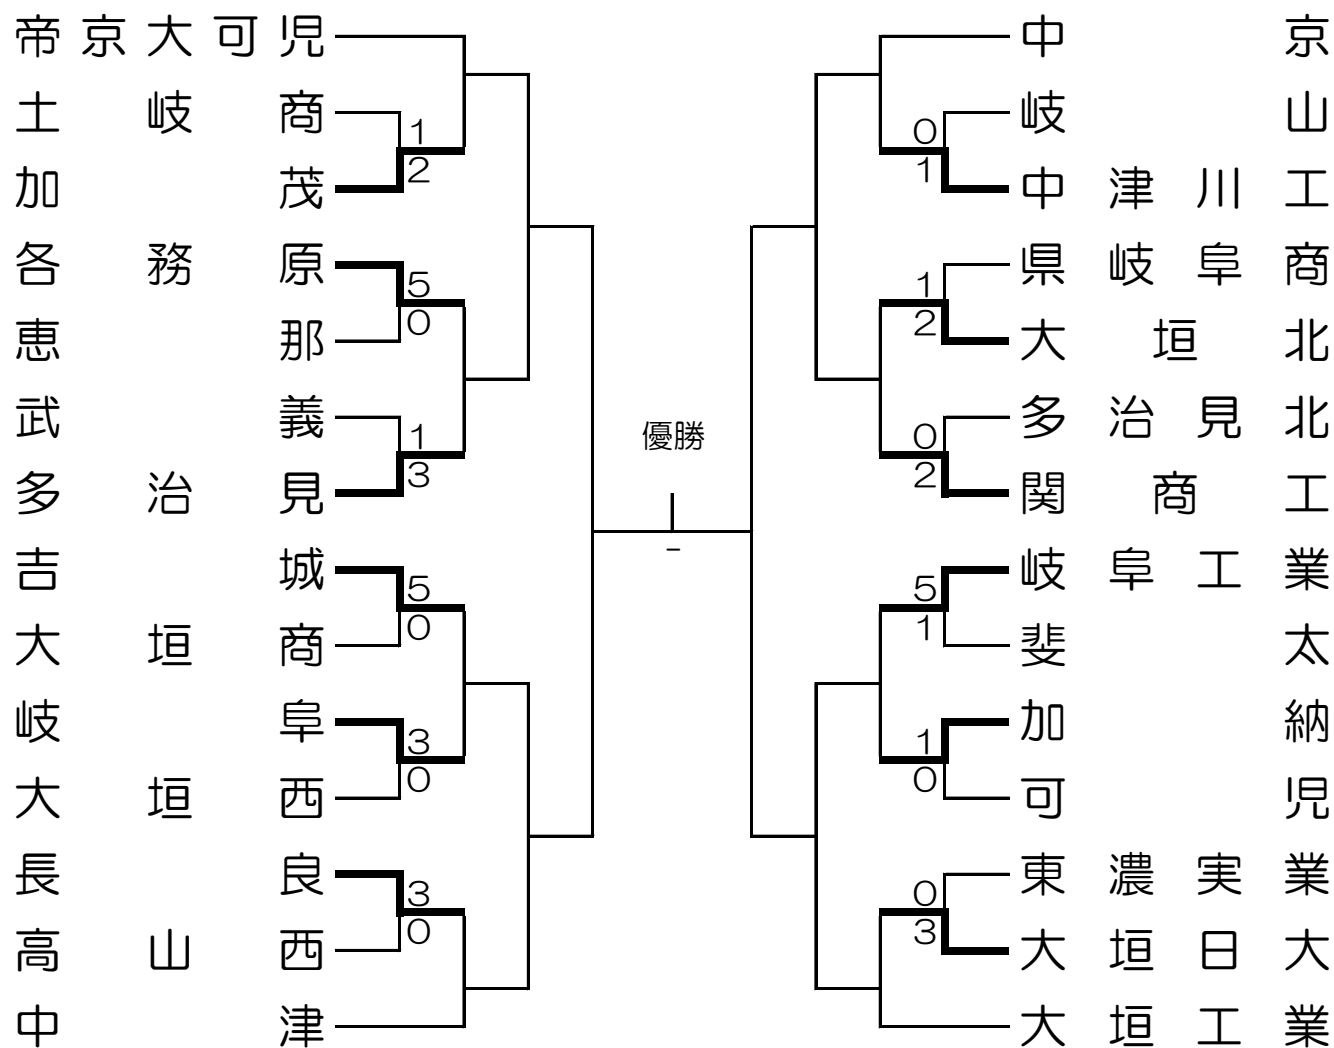 帝京大可児
土岐商
1
2
加茂
各務原
5
0
恵那
武義
1
3
多治見
吉城
5
0
大垣商
岐阜
3
0
大垣西
長良
3
0
高山西
中津
優勝
-
中京
岐山
0
1
中津川工
県岐阜商
1
2
大垣北
多治見北
0
2
関商工
岐阜工業
5
1
斐太
加納
1
0
可児
東濃実業
0
3
大垣日大
大垣工業